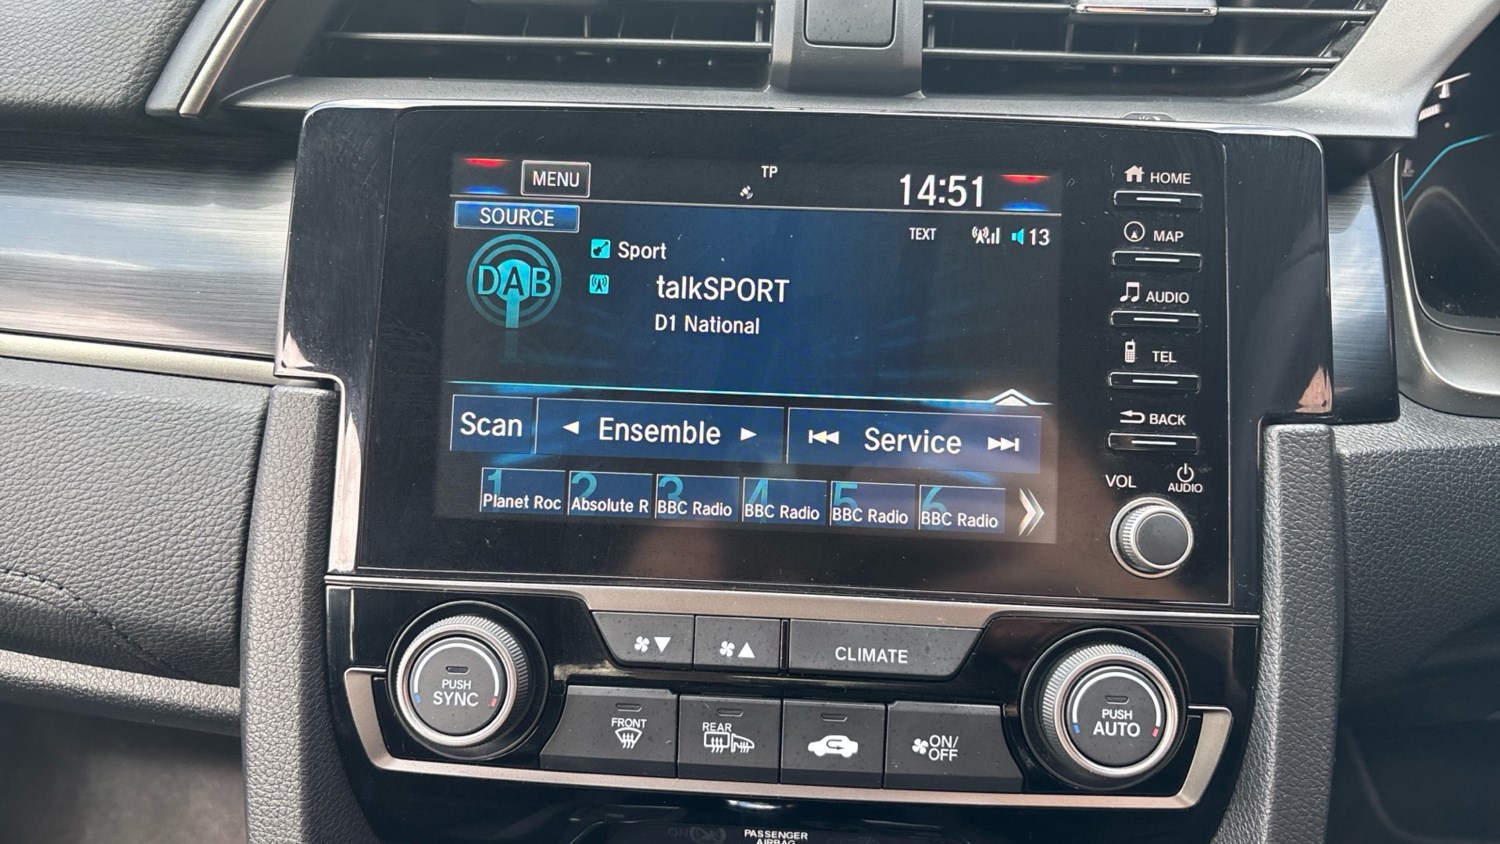 MENU
TP
14:51
SOURCE
TEXT
13
DAB
Sport
talkSPORT
D1 National
Scan
Ensemble
Service
1
Planet Roc
2
Absolute R
3
BBC Radio
4
BBC Radio
5
BBC Radio
6
BBC Radio
HOME
MAP
AUDIO
TEL
BACK
VOL
AUDIO
PUSH
SYNC
CLIMATE
FRONT
REAR
ON/
OFF
PUSH
AUTO
PASSENGER
AIRBAG